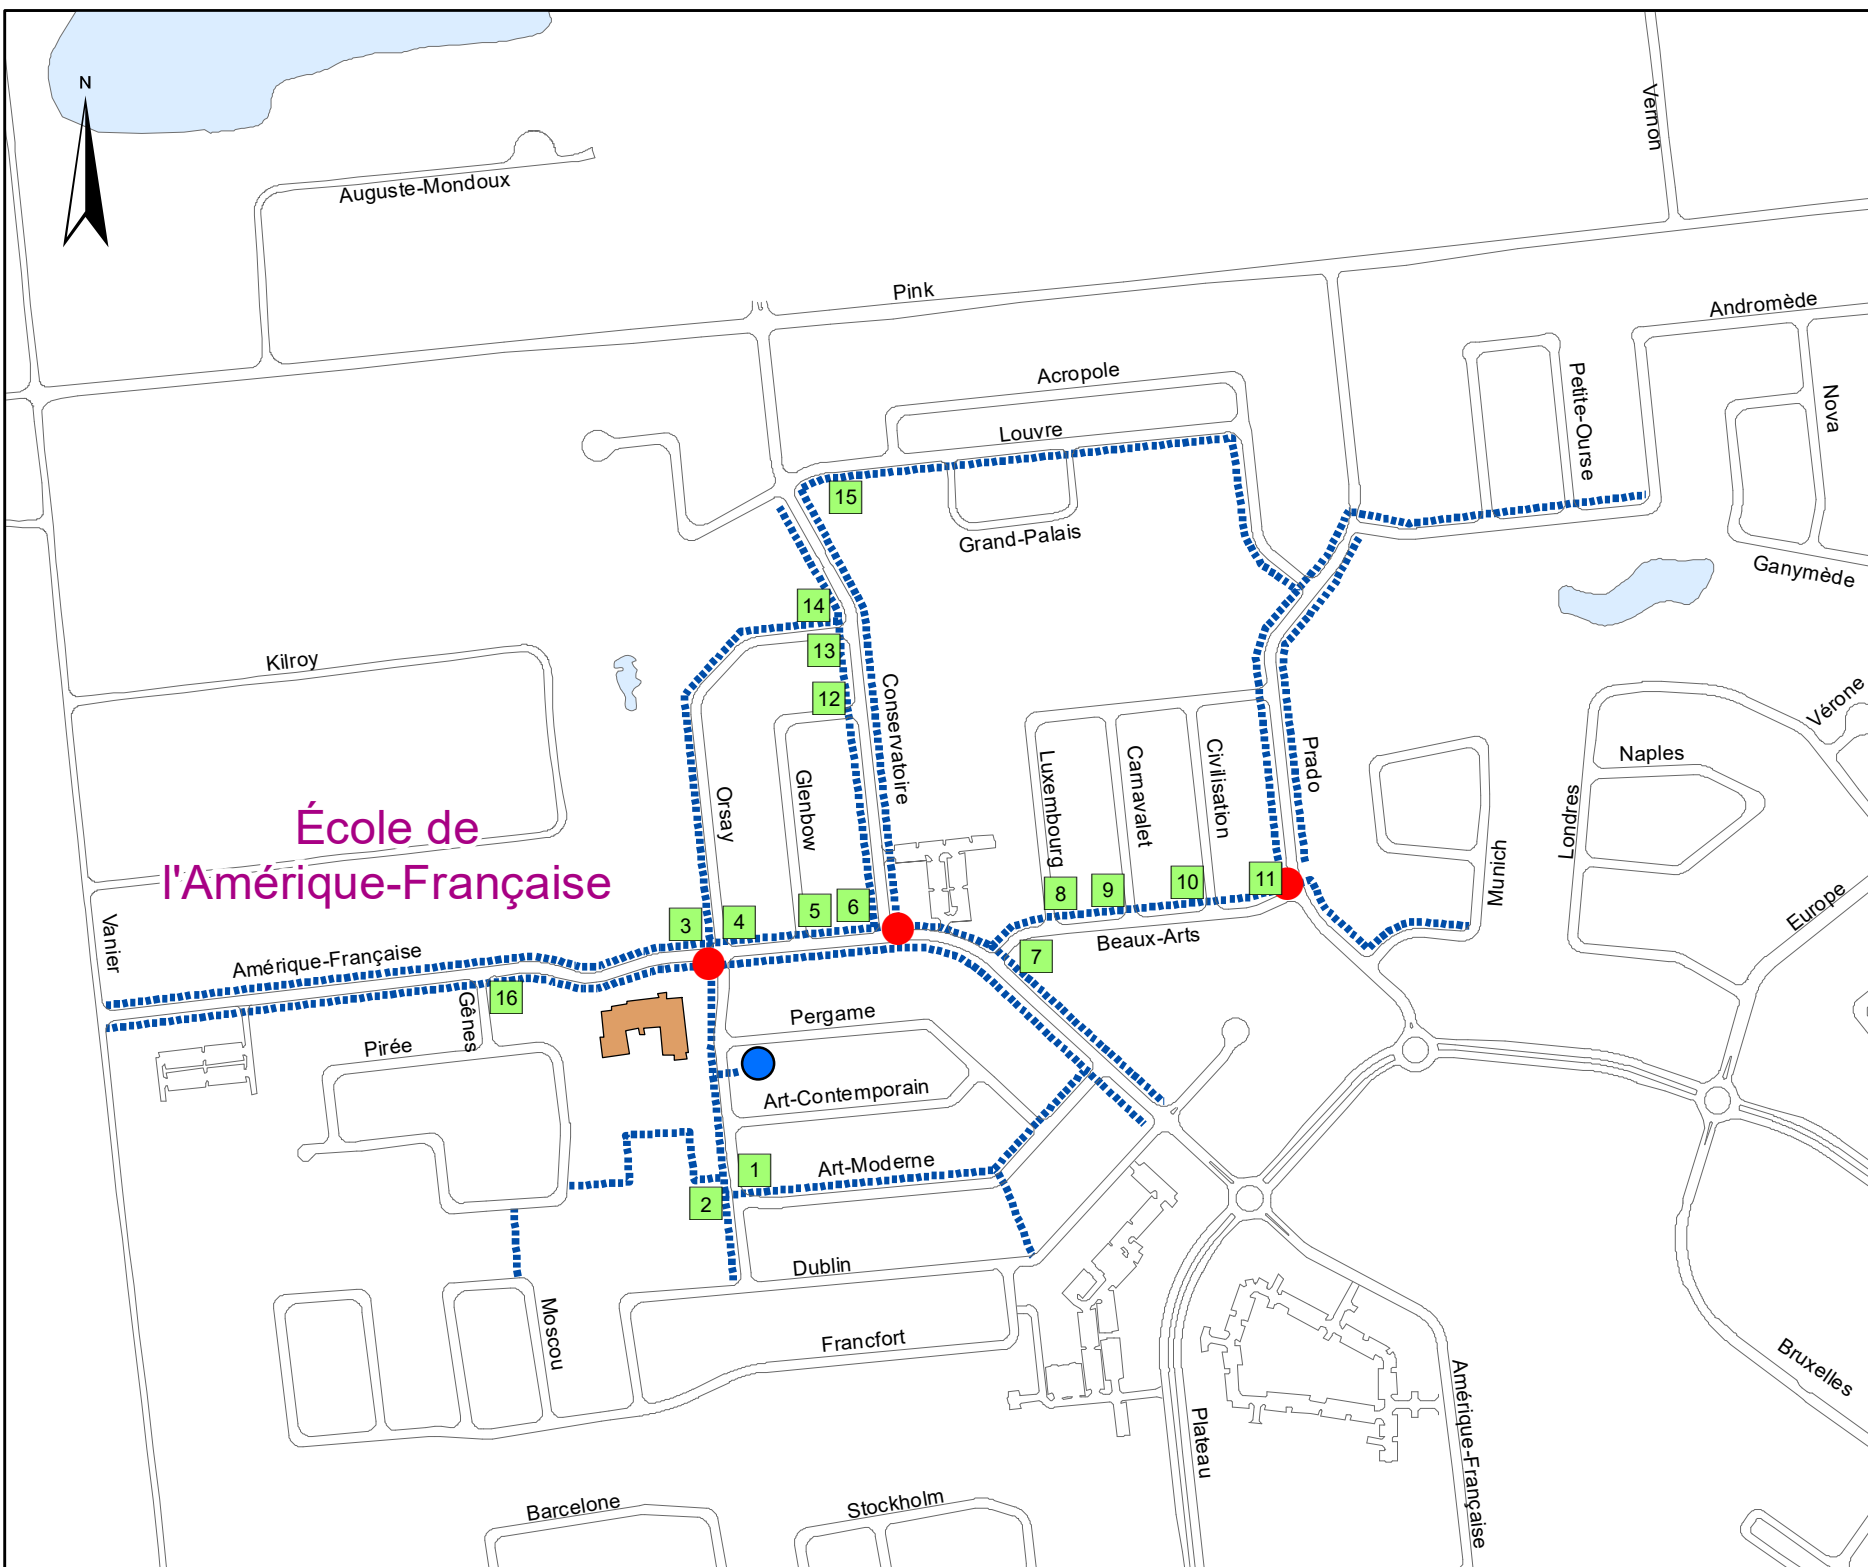 N
Vernon
Auguste-Mondoux
Pink
Andromède
Acropole
Petite-Ourse
Nova
Louvre
15
Grand-Palais
Ganymède
14
13
Kilroy
12
Conservatoire
Vérone
Prado
Naples
Luxembourg
Carnavalet
Civilisation
Orsay
Glenbow
Londres
École de
l'Amérique-Française
Munich
11
10
9
8
6
5
4
3
Europe
Vanier
Beaux-Arts
7
Amérique-Française
16
Gênes
Pergame
Pirée
Art-Contemporain
Art-Moderne
1
2
Dublin
Moscou
Francfort
Bruxelles
Plateau
Amérique-Française
Barcelone
Stockholm